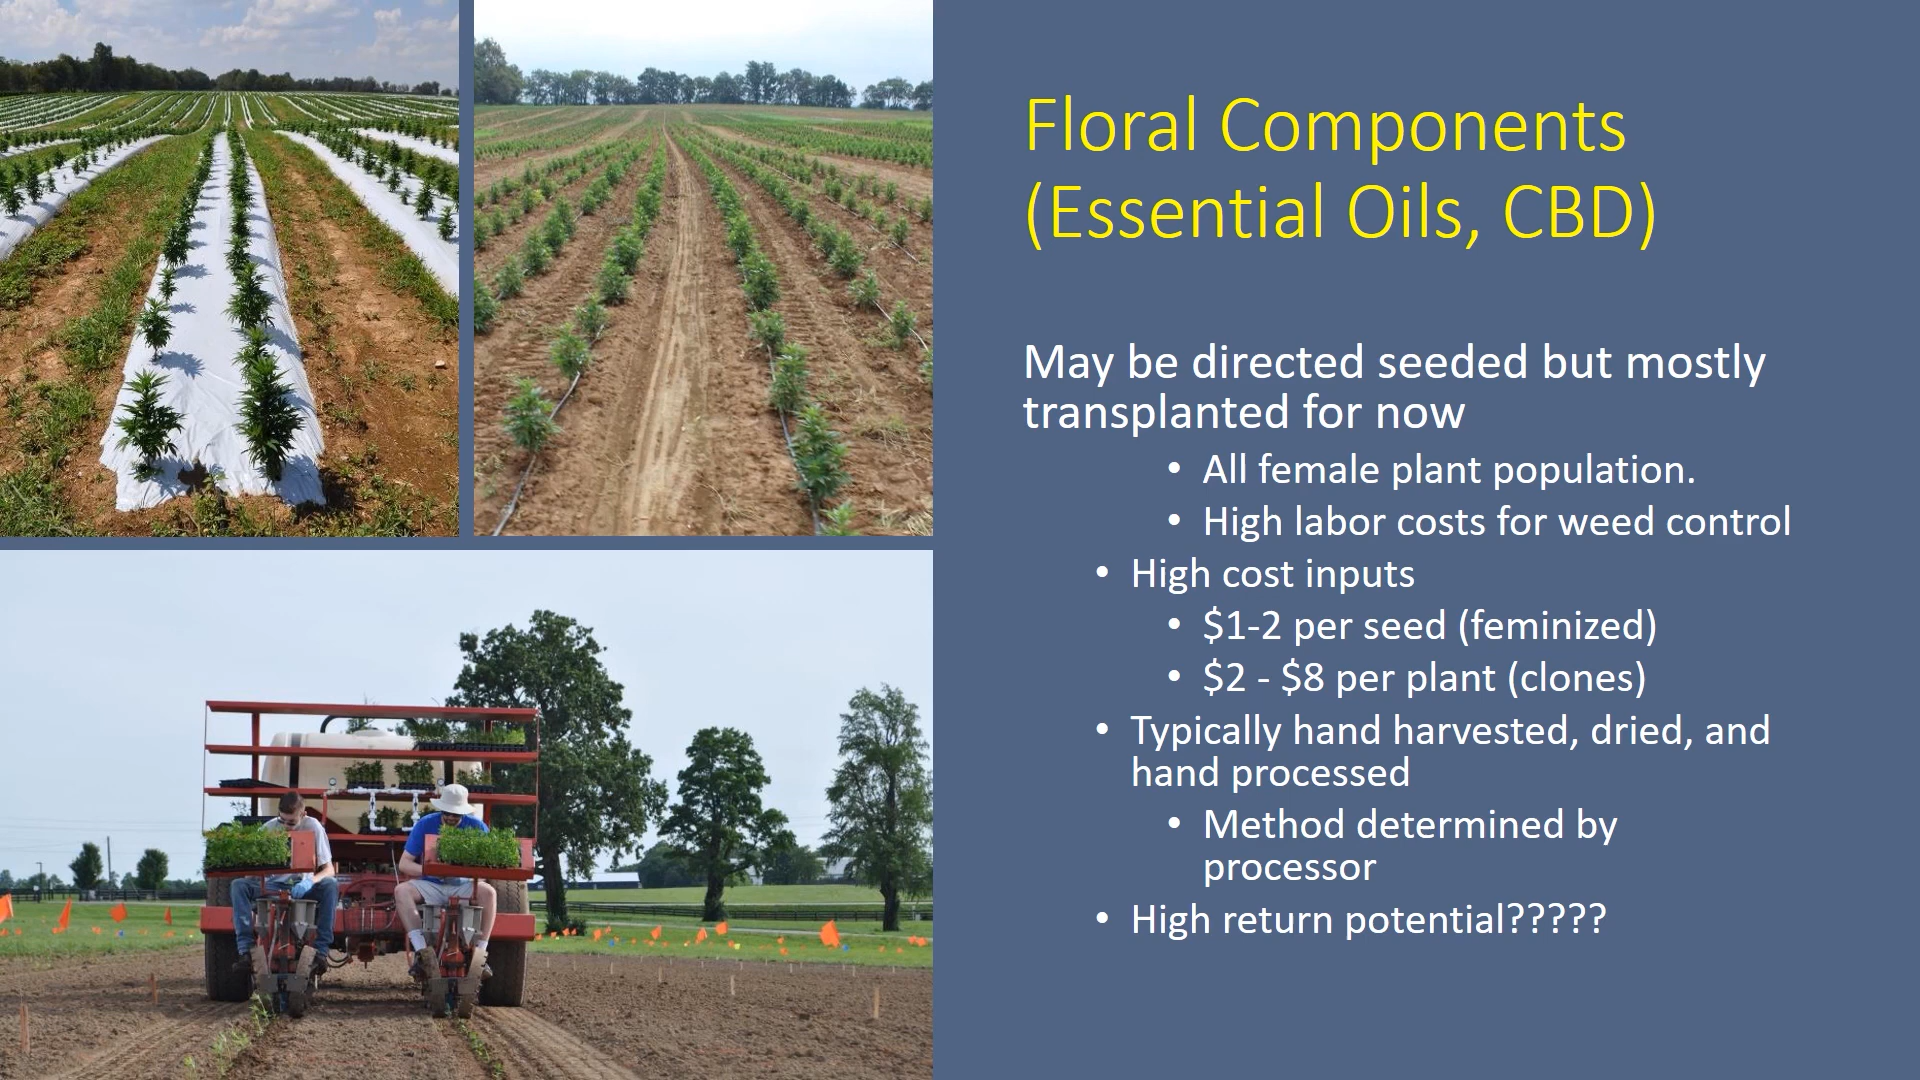 Floral Components
(Essential Oils, CBD)
May be directed seeded but mostly
transplanted for now
• All female plant population.
• High labor costs for weed control
• High cost inputs
• $1-2 per seed (feminized)
• $2 - $8 per plant (clones)
• Typically hand harvested, dried, and
hand processed
• Method determined by
processor
• High return potential?????